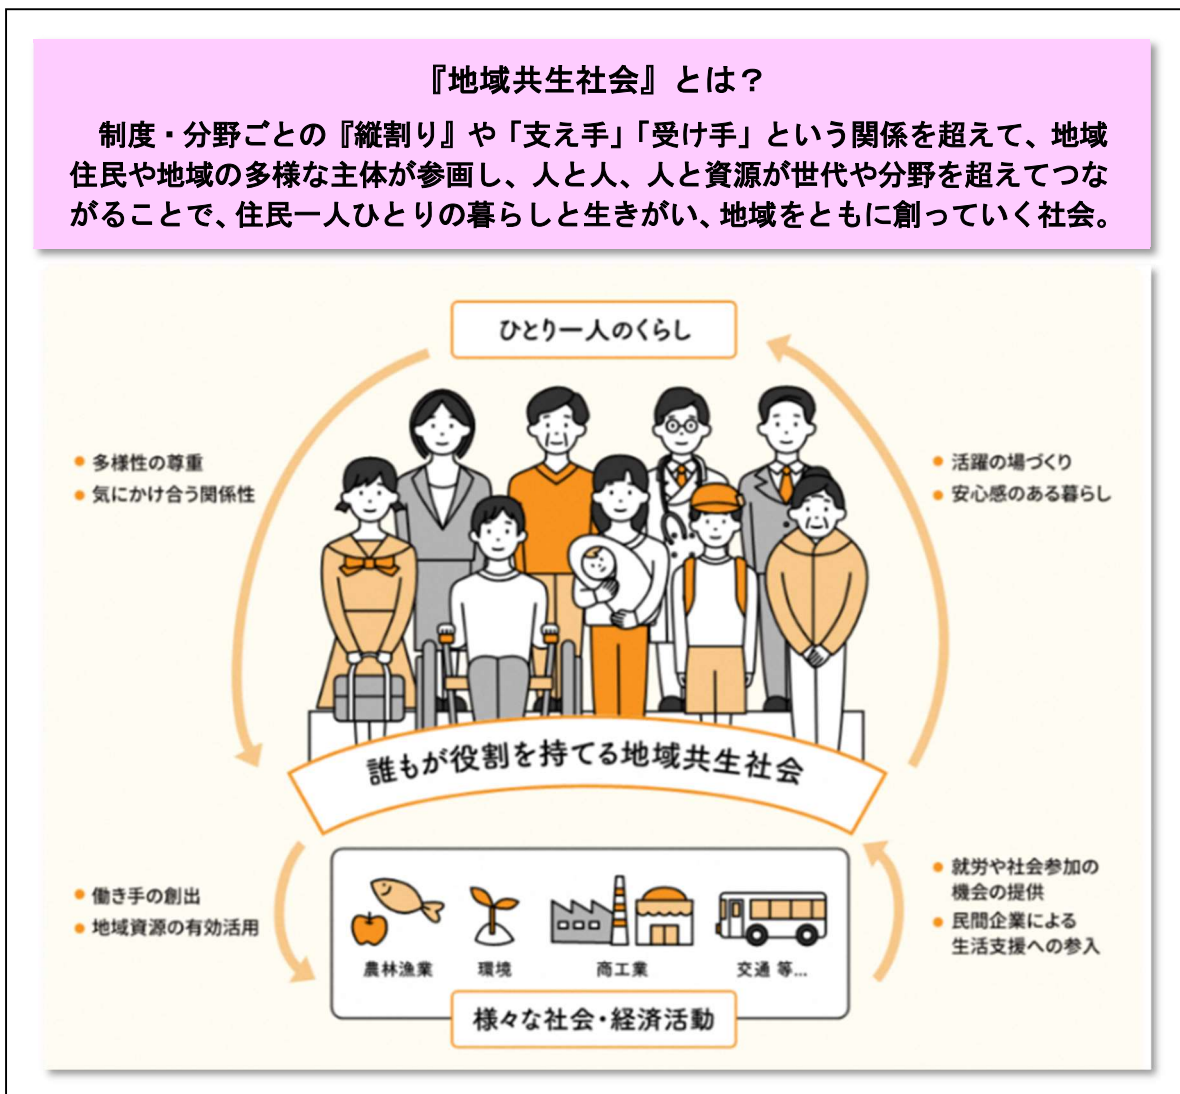 『地域共生社会』とは？
制度・分野ごとの『縦割り』や「支え手」「受け手」という関係を超えて、地域
住民や地域の多様な主体が参画し、人と人、人と資源が世代や分野を超えてつな
がることで、住民一人ひとりの暮らしと生きがい、地域をともに創っていく社会。
ひとり一人のくらし
多様性の尊重
気にかけ合う関係性
活躍の場づくり
安心感のある暮らし
誰もが役割を持てる地域共生社会
働き手の創出
地域資源の有効活用
就労や社会参加の
機会の提供
民間企業による
生活支援への参入
農林漁業
環境
商工業
交通 等...
様々な社会・経済活動